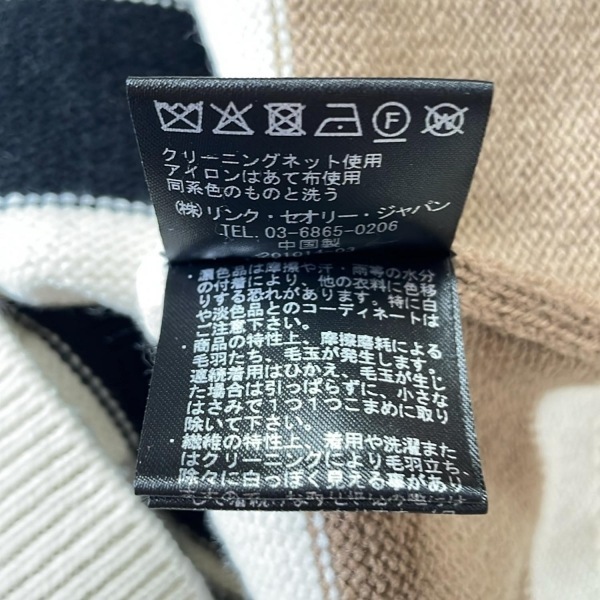 クリーニングネット使用
アイロンはあて布使用
同系色のものと洗う
(株)リンク・セオリー・ジャパン
TEL. 03-6865-0206
中国製
・濃色品は摩擦や汗・雨等の水分
の付着により、他の衣料に色移
りする恐れがあります。特に白
や淡色品とのコーディネートは
ご注意下さい。
・商品の特性上、摩擦磨耗による
毛羽たち、毛玉が発生します。
連続着用はひかえ、毛玉が生じ
た場合は引っぱらずに、小さな
はさみで1つ1つこまめに取り
除いて下さい。
・繊維の特性上、着用や洗濯また
はクリーニングにより毛羽立ち、
除々に白っぽく見える事があり